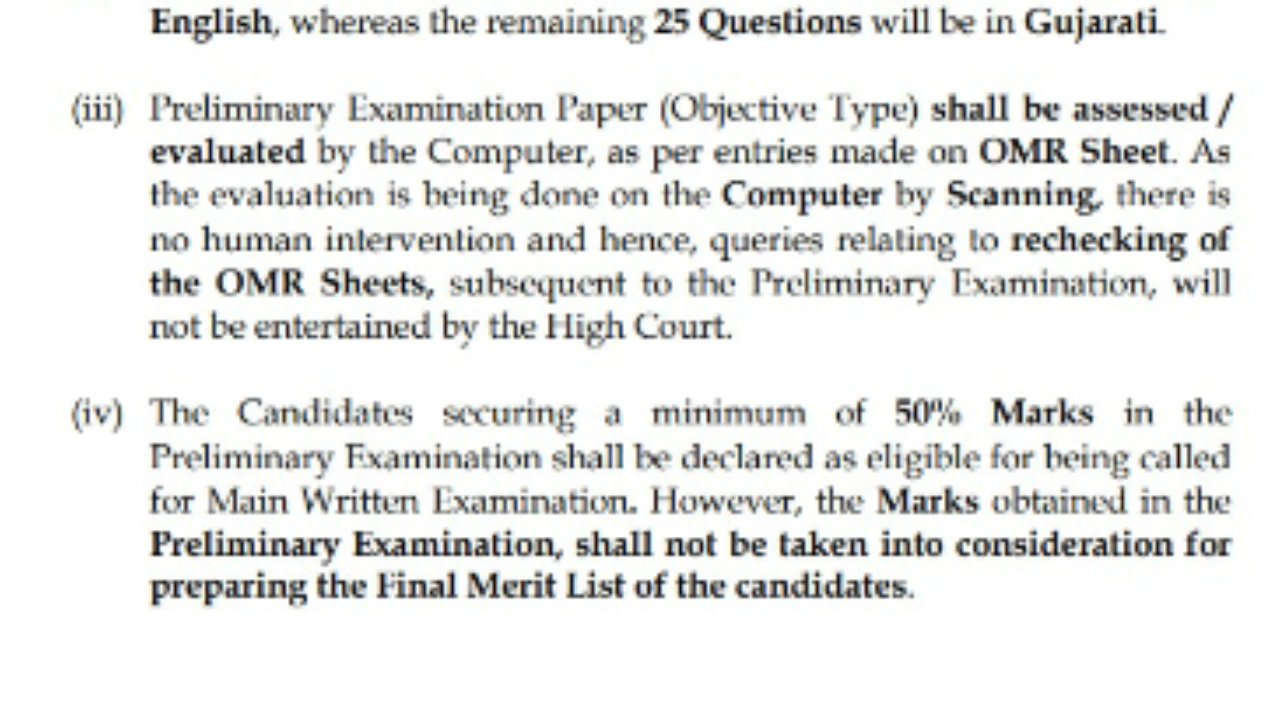 English, whereas the remaining 25 Questions will be in Gujarati.
(iii) Preliminary Examination Paper (Objective Type) shall be assessed /
evaluated by the Computer, as per entries made on OMR Sheet. As
the evaluation is being done on the Computer by Scanning, there is
no human intervention and hence, queries relating to rechecking of
the OMR Sheets, subsequent to the Preliminary Examination, will
not be entertained by the High Court.
(iv) The Candidates securing a minimum of 50% Marks in the
Preliminary Examination shall be declared as eligible for being called
for Main Written Examination. However, the Marks obtained in the
Preliminary Examination, shall not be taken into consideration for
preparing the Final Merit List of the candidates.